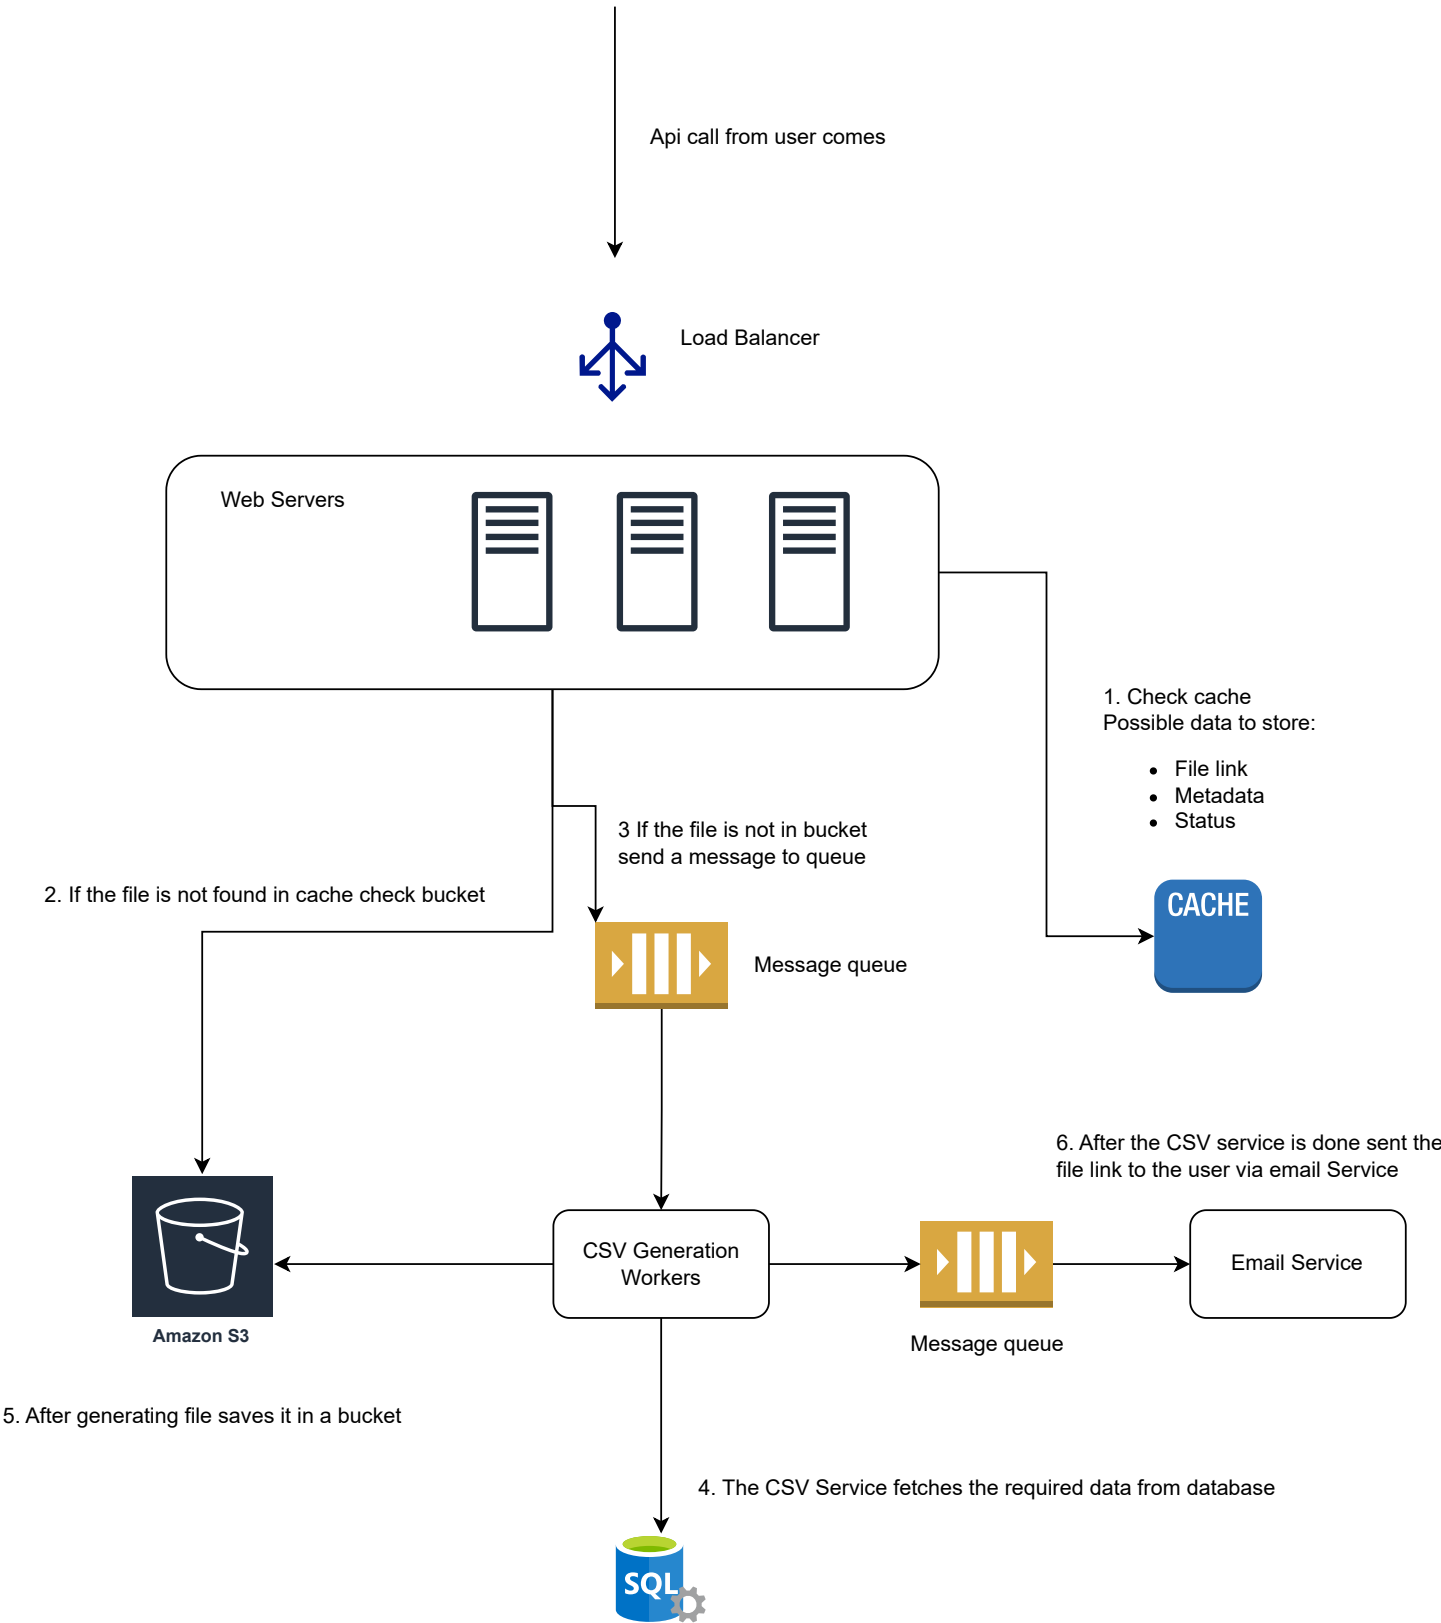 Api call from user comes
Load Balancer
Web Servers
1. Check cache
Possible data to store:
• File link
• Metadata
• Status
3 If the file is not in bucket
send a message to queue
2. If the file is not found in cache check bucket
CACHE
Message queue
6. After the CSV service is done sent the
file link to the user via email Service
CSV Generation
Workers
Email Service
Amazon S3
Message queue
5. After generating file saves it in a bucket
4. The CSV Service fetches the required data from database
SQL